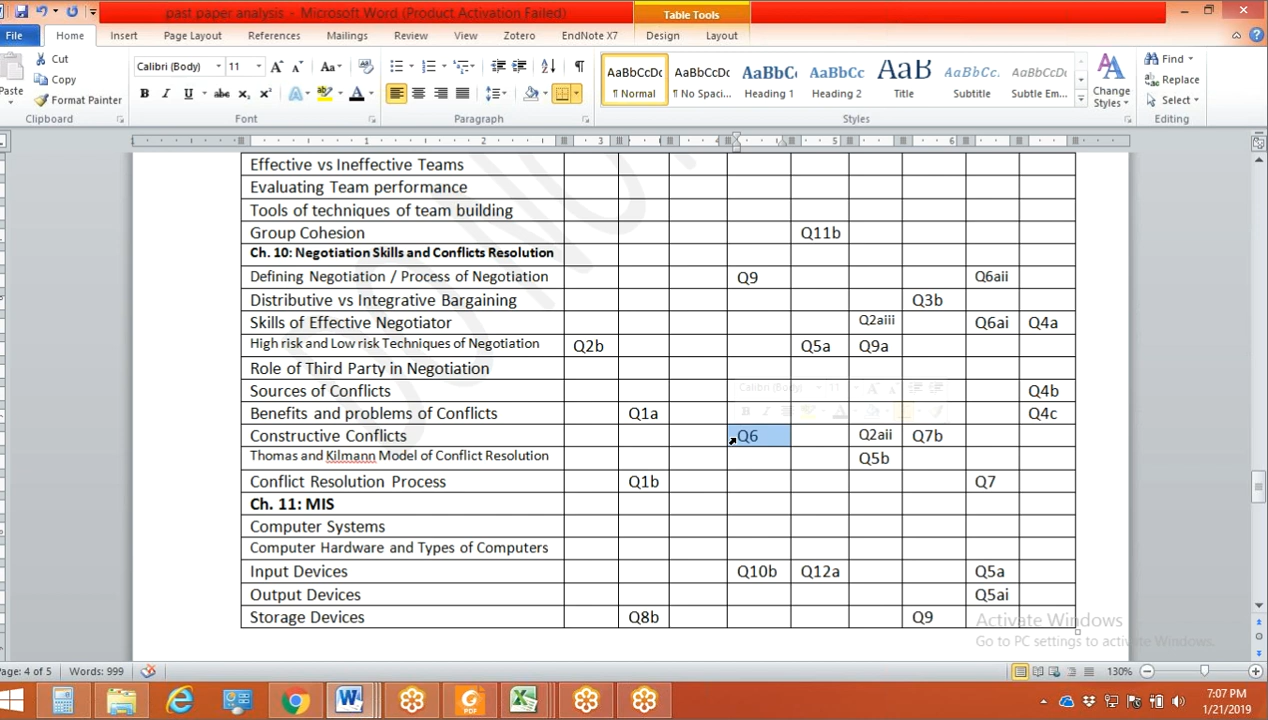 past paper analysis - Microsoft Word (Product Activation Failed)
Table Tools
File Home Insert Page Layout References Mailings Review View Zotero EndNote X7 Design Layout
Cut
Copy
Format Painter
Paste
Clipboard
Calibri (Body) 11
Font
Paragraph
AaBbCcDc AaBbCcDc AaBbC AaBbCc AaB AaBbCc. AaBbCcDc
¶ Normal ¶ No Spaci... Heading 1 Heading 2 Title Subtitle Subtle Em...
Change Styles
Styles
Find
Replace
Select
Editing
1 1 2 3 4 5 6
Effective vs Ineffective Teams
Evaluating Team performance
Tools of techniques of team building
Group Cohesion Q11b
Ch. 10: Negotiation Skills and Conflicts Resolution
Defining Negotiation / Process of Negotiation Q9 Q6aii
Distributive vs Integrative Bargaining Q3b
Skills of Effective Negotiator Q2aiii Q6ai Q4a
High risk and Low risk Techniques of Negotiation Q2b Q5a Q9a
Role of Third Party in Negotiation
Sources of Conflicts Q4b
Benefits and problems of Conflicts Q1a Q4c
Constructive Conflicts Q6 Q2aii Q7b
Thomas and Kilmann Model of Conflict Resolution Q5b
Conflict Resolution Process Q1b Q7
Ch. 11: MIS
Computer Systems
Computer Hardware and Types of Computers
Input Devices Q10b Q12a Q5a
Output Devices Q5ai
Storage Devices Q8b Q9
Activate Windows
Go to PC settings to activate Windows.
Page: 4 of 5 Words: 999 130%
7:07 PM
1/21/2019